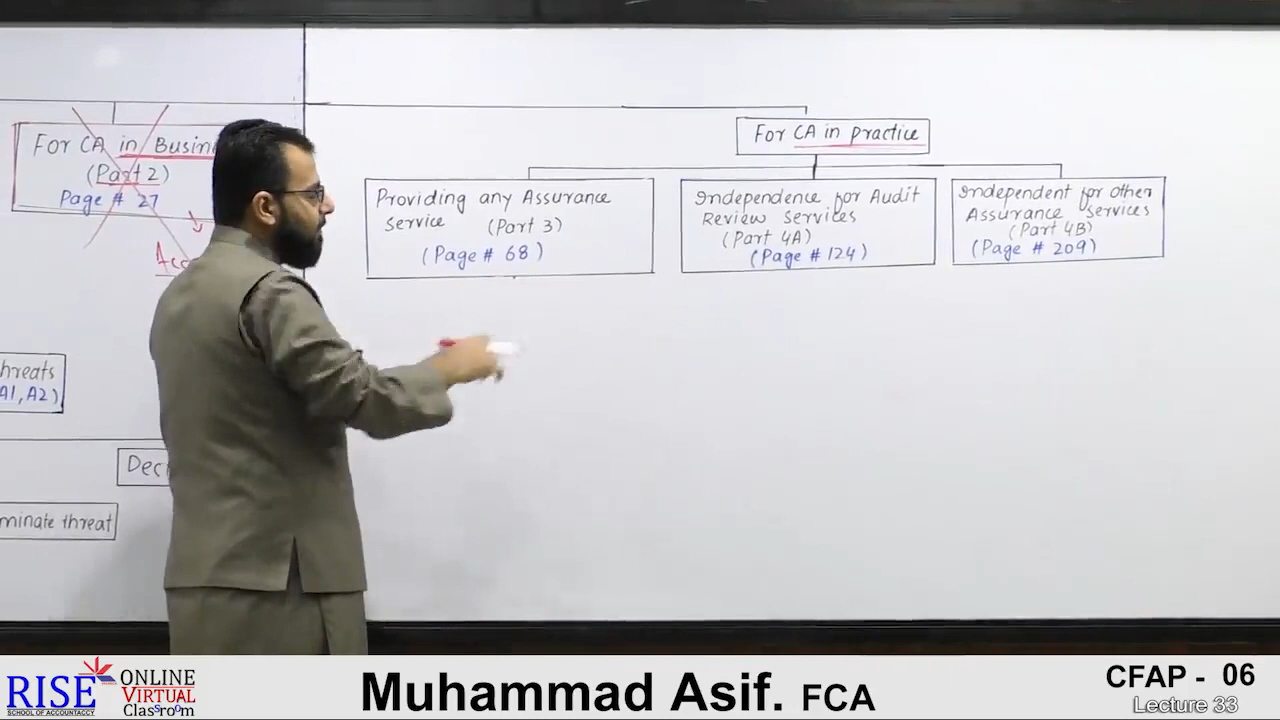 For CA in Busin
(Part 2)
Page # 27
Acc
hreats
A1, A2)
Dec
minate threat
For CA in practice
Providing any Assurance
service (Part 3)
(Page # 68)
Independence for Audit
Review Services
(Part 4A)
(Page # 124)
Independent for other
Assurance Services
(Part 4B)
(Page # 209)
RISE
SCHOOL OF ACCOUNTANCY
ONLINE
VIRTUAL
Classroom
Muhammad Asif. FCA
CFAP - 06
Lecture 33